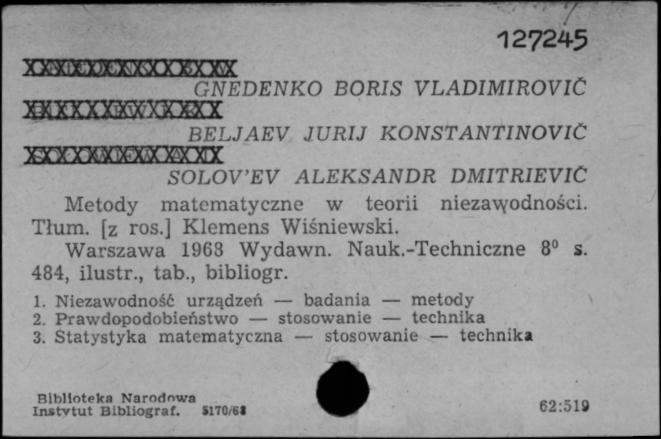 127245
GNEDENKO BORIS VLADIMIROVIČ
BELJAEV JURIJ KONSTANTINOVIČ
SOLOV'EV ALEKSANDR DMITRIEVIČ
Metody matematyczne w teorii niezawodności.
Tłum. [z ros.] Klemens Wiśniewski.
Warszawa 1968 Wydawn. Nauk.-Techniczne 8⁰ s.
484, ilustr., tab., bibliogr.
1. Niezawodność urządzeń — badania — metody
2. Prawdopodobieństwo — stosowanie — technika
3. Statystyka matematyczna — stosowanie — technika
Biblioteka Narodowa
Instytut Bibliograf. 5170/68
62:519